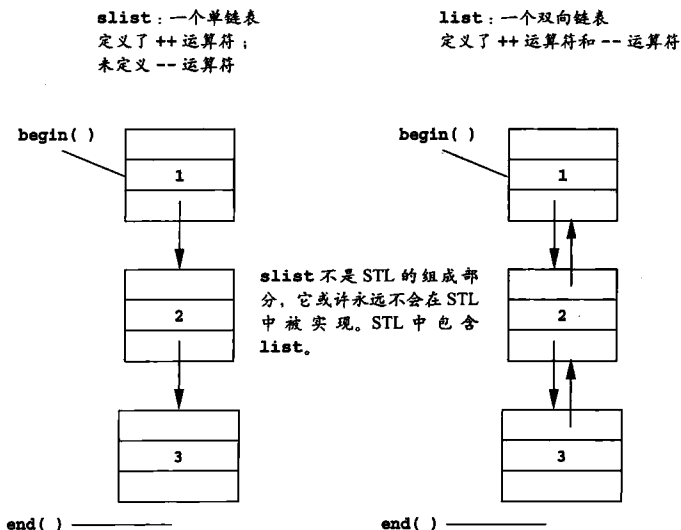 slist：一个单链表
定义了 ++ 运算符；
未定义 -- 运算符
list：一个双向链表
定义了 ++ 运算符和 -- 运算符
begin( )
1
2
3
end( )
slist 不是 STL 的组成部
分，它或许永远不会在 STL
中被实现。STL 中包含
list。
begin( )
1
2
3
end( )